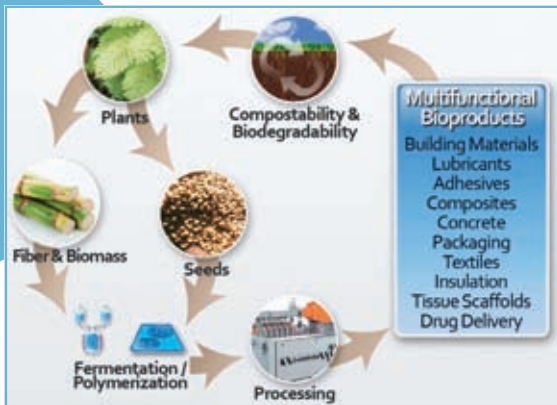 Plants
Compostability &
Biodegradability
Multifunctional
Bioproducts
Building Materials
Lubricants
Adhesives
Composites
Concrete
Packaging
Textiles
Insulation
Tissue Scaffolds
Drug Delivery
Fiber & Biomass
Seeds
Fermentation /
Polymerization
Processing